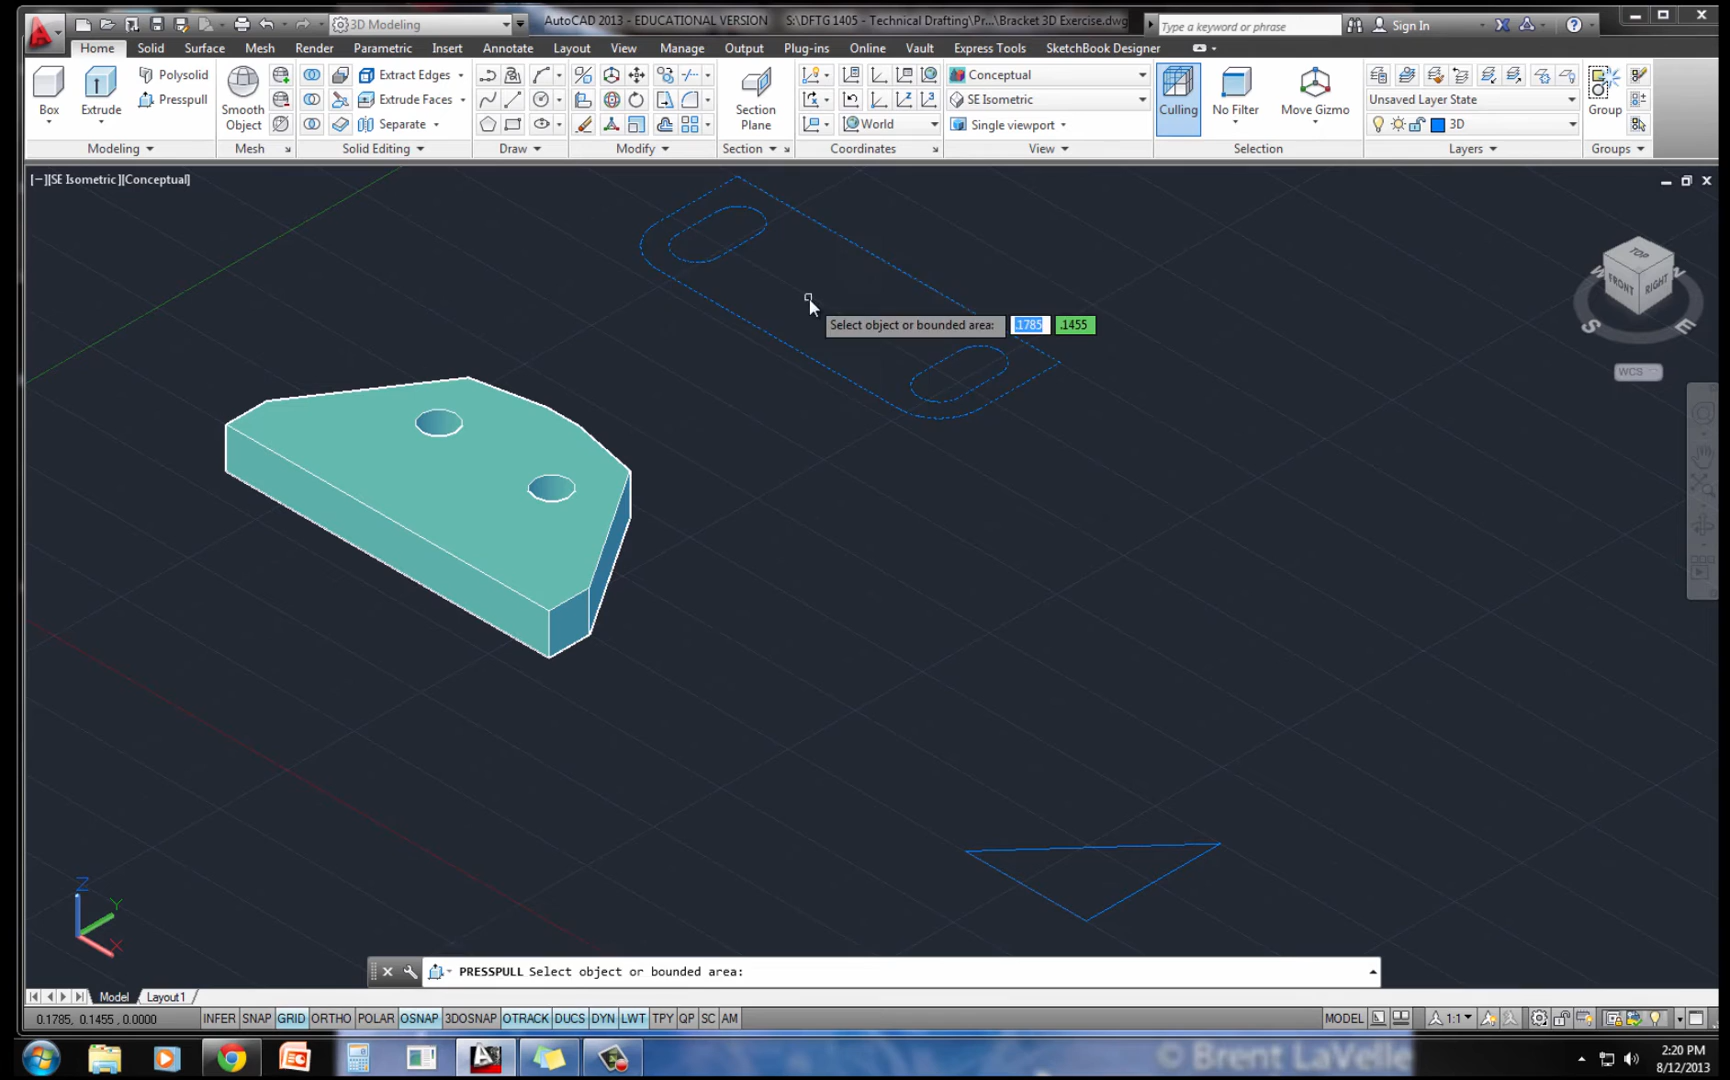 3D Modeling
AutoCAD 2013 - EDUCATIONAL VERSION S:\DFTG 1405 - Technical Drafting\Pr...\Bracket 3D Exercise.dwg
Type a keyword or phrase
Sign In
Home Solid Surface Mesh Render Parametric Insert Annotate Layout View Manage Output Plug-ins Online Vault Express Tools SketchBook Designer
Box
Extrude
Polysolid
Presspull
Smooth Object
Extract Edges
Extrude Faces
Separate
Section Plane
World
Conceptual
SE Isometric
Single viewport
Culling
No Filter
Move Gizmo
Unsaved Layer State
3D
Group
Modeling Mesh Solid Editing Draw Modify Section Coordinates View Selection Layers Groups
[−][SE Isometric][Conceptual]
TOP
FRONT
RIGHT
W
S
E
WCS
Select object or bounded area: .1785 .1455
Z
Y
X
PRESSPULL Select object or bounded area:
Model Layout1
0.1785, 0.1455 , 0.0000
INFER SNAP GRID ORTHO POLAR OSNAP 3DOSNAP OTRACK DUCS DYN LWT TPY QP SC AM
MODEL
1:1
© Brent LaVelle
2:20 PM
8/12/2013